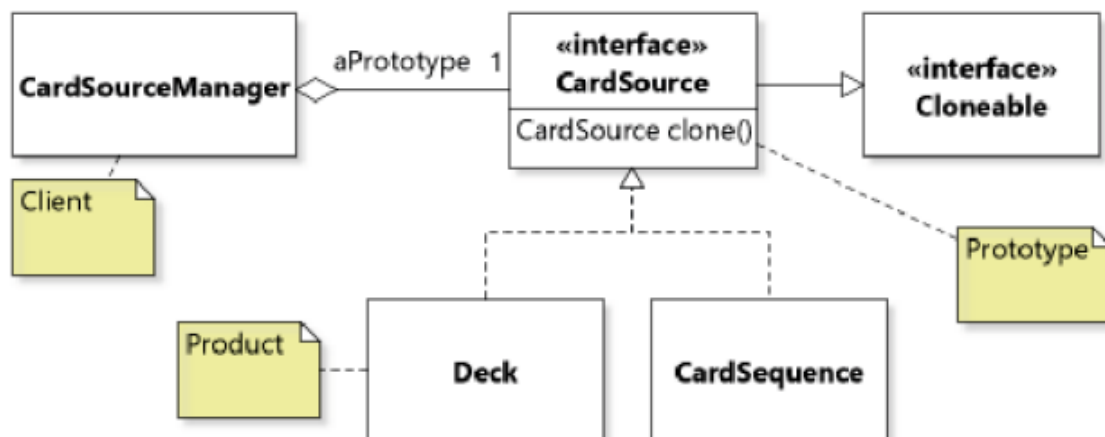 CardSourceManager
aPrototype 1
«interface»
CardSource
CardSource clone()
«interface»
Cloneable
Client
Prototype
Product
Deck
CardSequence